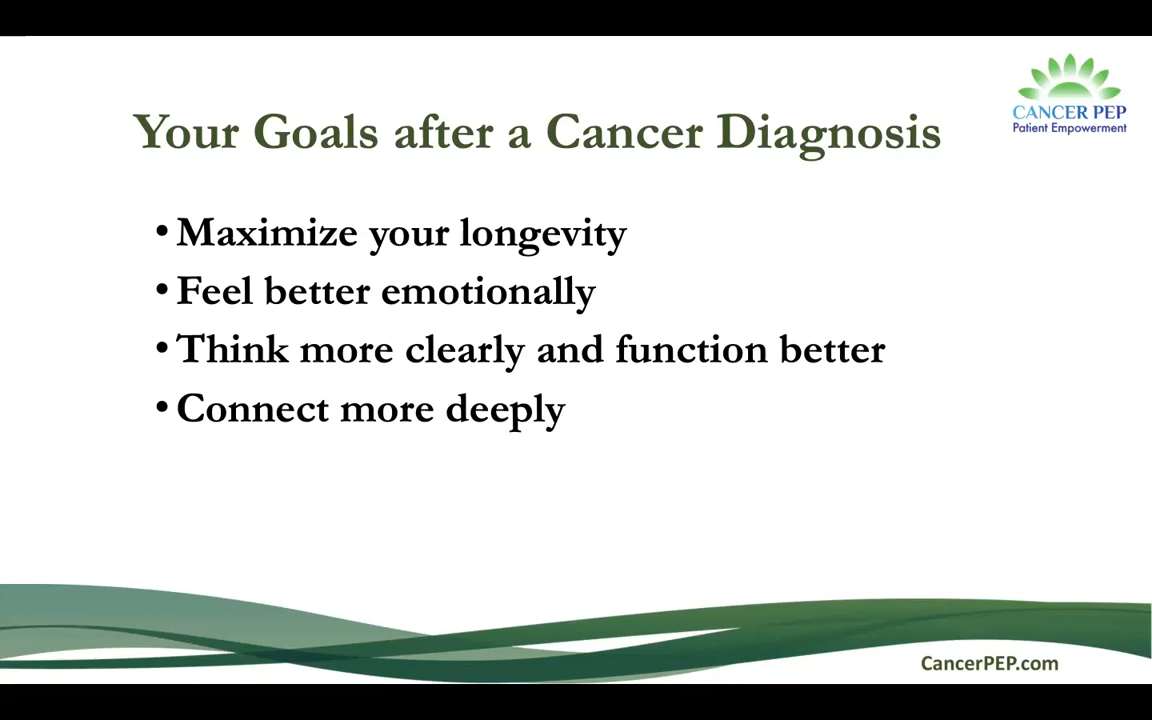 CANCER PEP
Patient Empowerment
Your Goals after a Cancer Diagnosis
• Maximize your longevity
• Feel better emotionally
• Think more clearly and function better
• Connect more deeply
CancerPEP.com